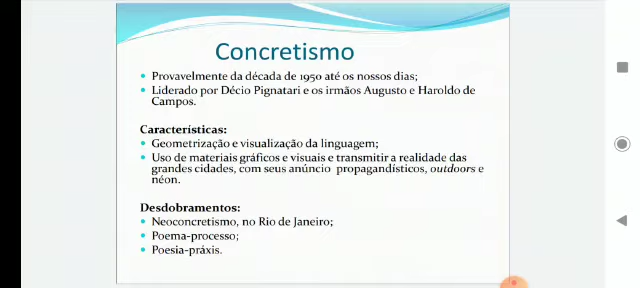 Concretismo
• Provavelmente da década de 1950 até os nossos dias;
• Liderado por Décio Pignatari e os irmãos Augusto e Haroldo de
Campos.
Características:
• Geometrização e visualização da linguagem;
• Uso de materiais gráficos e visuais e transmitir a realidade das
grandes cidades, com seus anúncio propagandísticos, outdoors e
néon.
Desdobramentos:
• Neoconcretismo, no Rio de Janeiro;
• Poema-processo;
• Poesia-práxis.